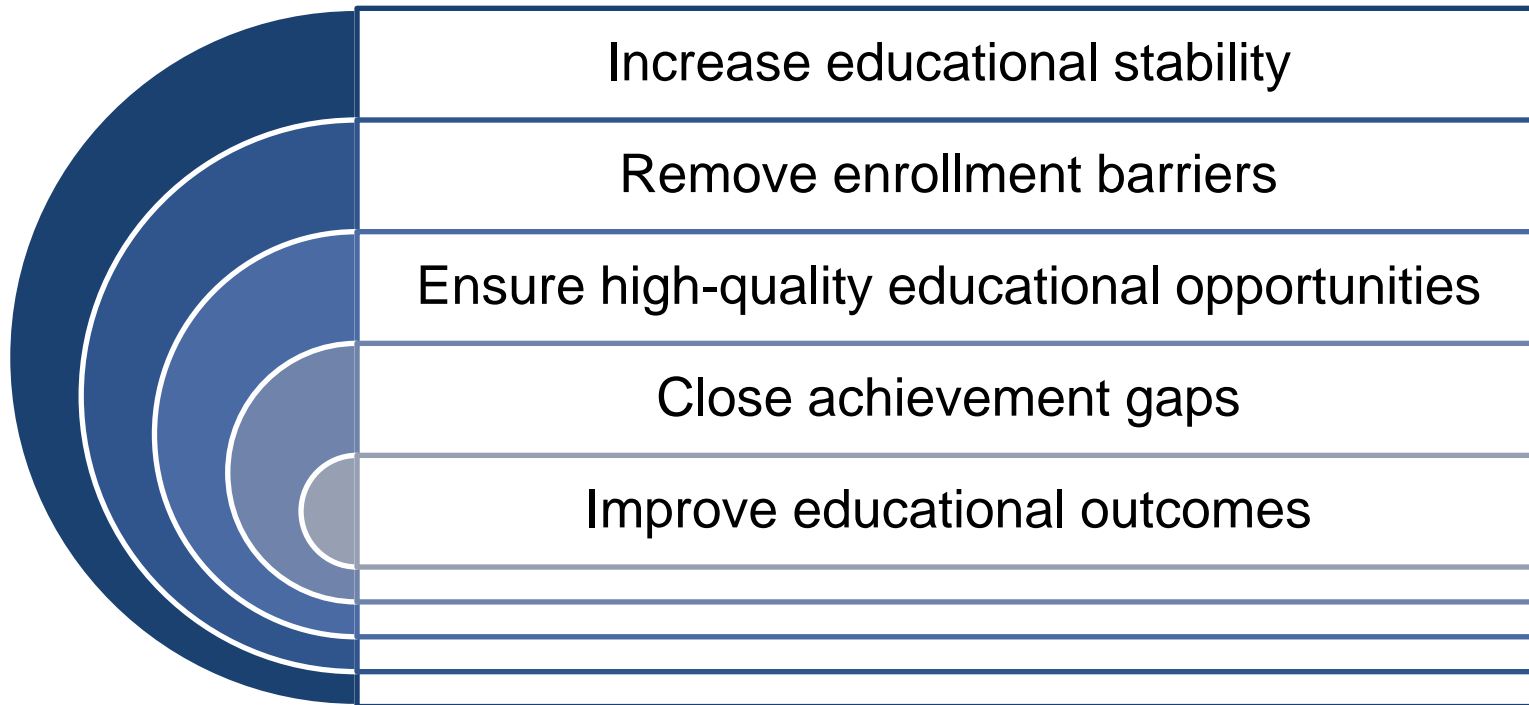 Increase educational stability
Remove enrollment barriers
Ensure high-quality educational opportunities
Close achievement gaps
Improve educational outcomes